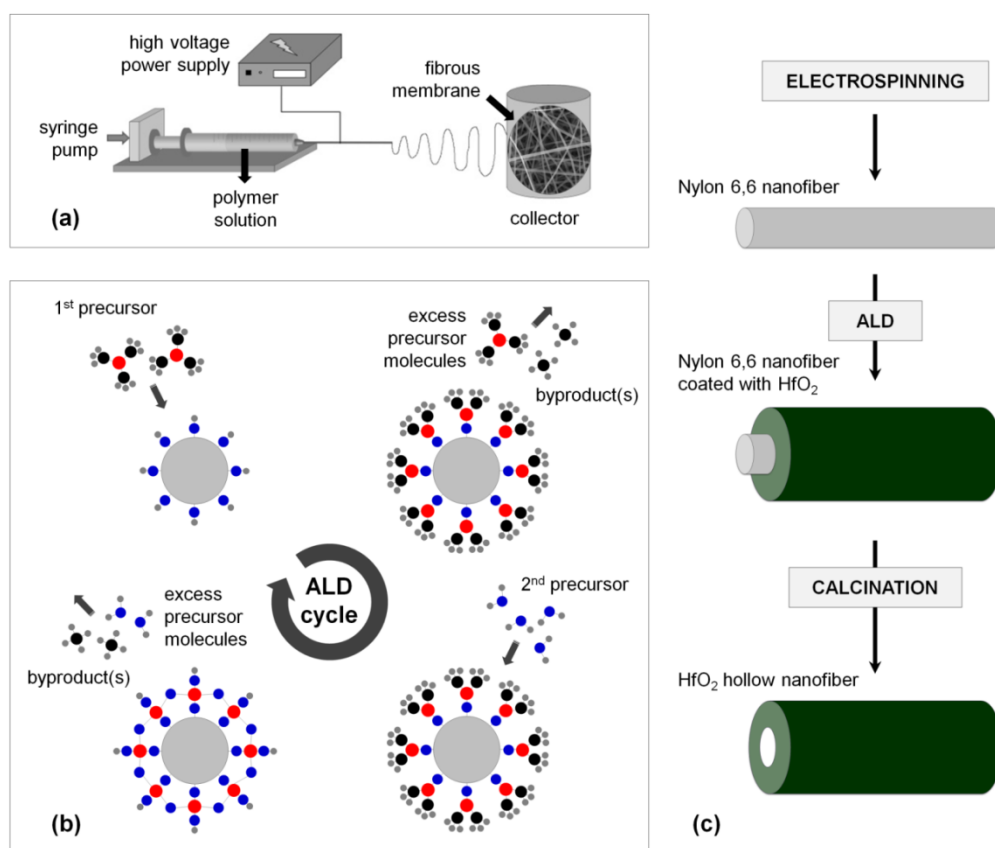 high voltage
power supply
fibrous
membrane
syringe
pump
polymer
solution
collector
(a)
1st precursor
excess
precursor
molecules
byproduct(s)
ALD
cycle
excess
precursor
molecules
byproduct(s)
2nd precursor
(b)
ELECTROSPINNING
Nylon 6,6 nanofiber
ALD
Nylon 6,6 nanofiber
coated with HfO2
CALCINATION
HfO2 hollow nanofiber
(c)